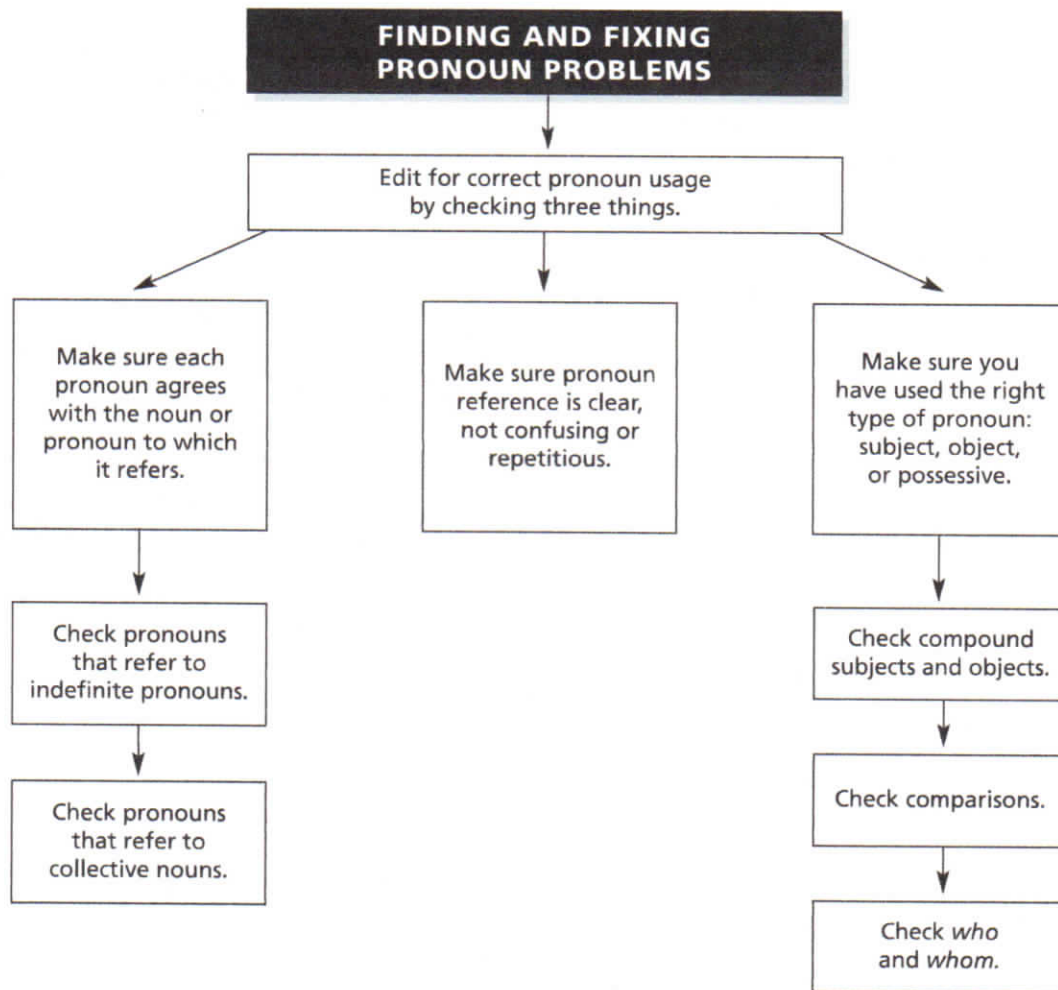 FINDING AND FIXING
PRONOUN PROBLEMS
Edit for correct pronoun usage
by checking three things.
Make sure each
pronoun agrees
with the noun or
pronoun to which
it refers.
Check pronouns
that refer to
indefinite pronouns.
Check pronouns
that refer to
collective nouns.
Make sure pronoun
reference is clear,
not confusing or
repetitious.
Make sure you
have used the right
type of pronoun:
subject, object,
or possessive.
Check compound
subjects and objects.
Check comparisons.
Check who
and whom.